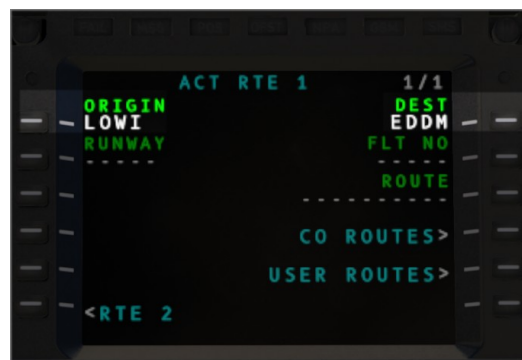 ACT RTE 1 1/1
ORIGIN DEST
LOWI EDDM
RUNWAY FLT NO
----- -----
ROUTE
----------
CO ROUTES>
USER ROUTES>
<RTE 2